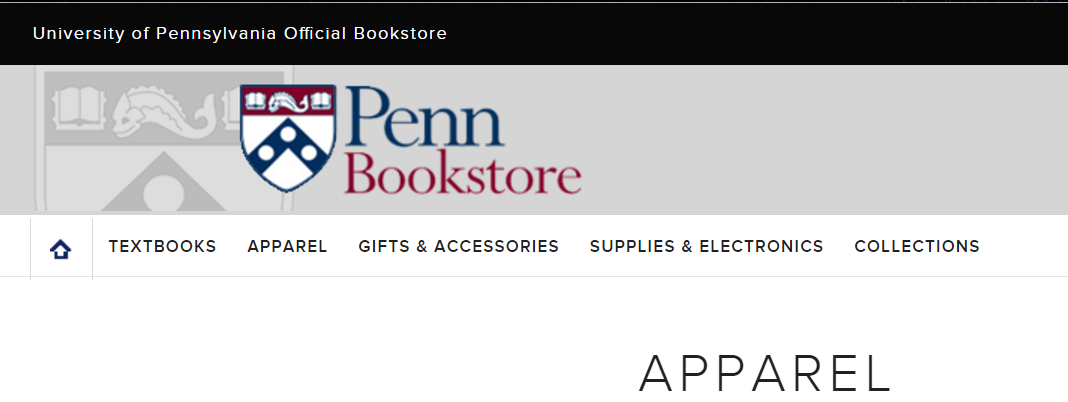 University of Pennsylvania Official Bookstore
Penn
Bookstore
TEXTBOOKS APPAREL GIFTS & ACCESSORIES SUPPLIES & ELECTRONICS COLLECTIONS
APPAREL